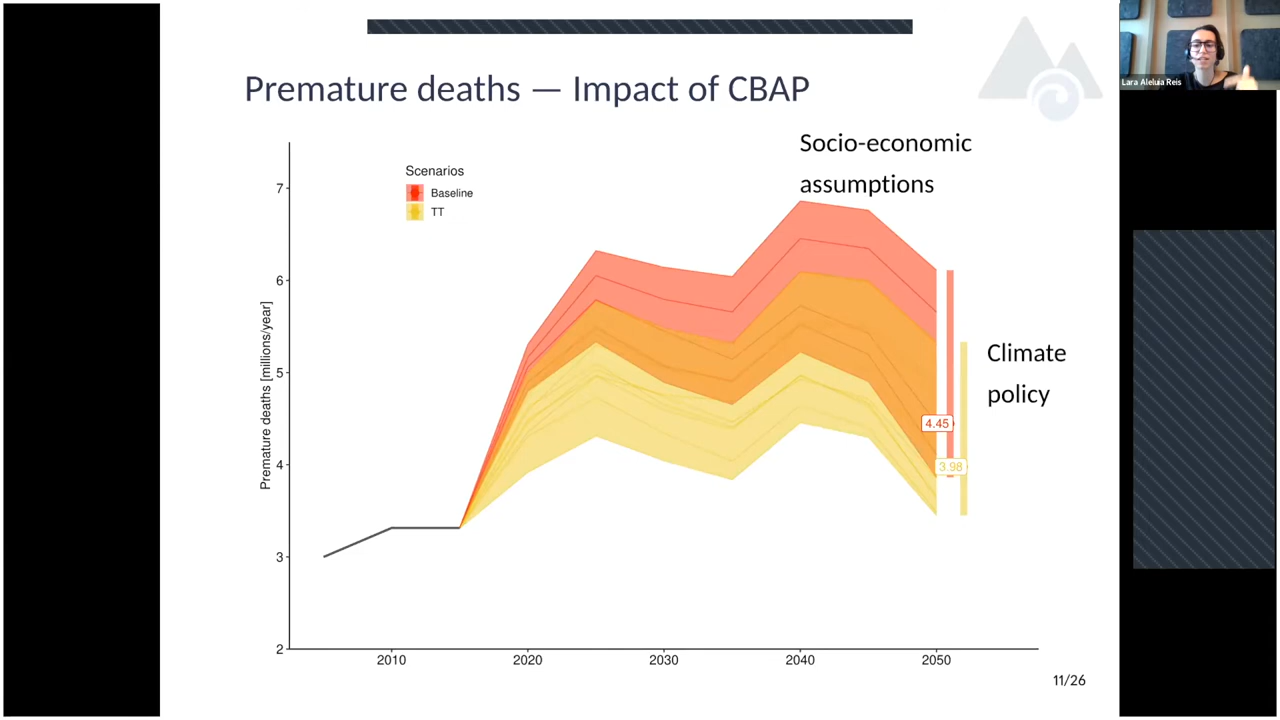 Premature deaths — Impact of CBAP
Lara Aleluia Reis
Socio-economic
assumptions
Scenarios
Baseline
TT
Premature deaths [millions/year]
7
6
5
4
3
2
Climate
policy
4.45
3.98
2010
2020
2030
2040
2050
11/26